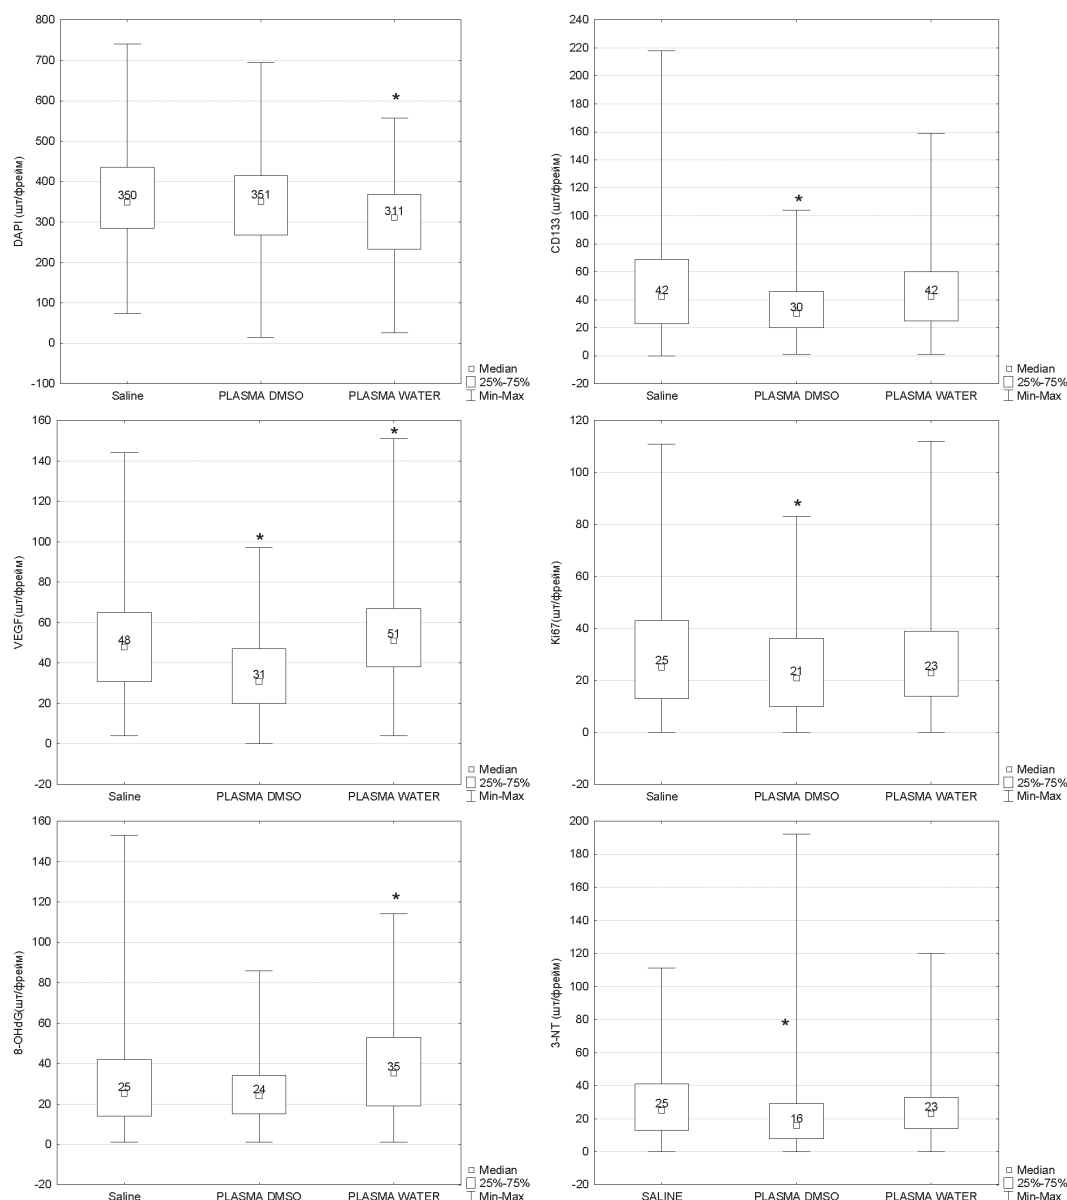 800
700
600
500
400
300
200
100
0
-100
DAPI (шт/фрейм)
350
351
311
*
Saline
PLASMA DMSO
PLASMA WATER
Median
25%-75%
Min-Max
240
220
200
180
160
140
120
100
80
60
40
20
0
-20
CD133 (шт/фрейм)
42
30
42
*
Saline
PLASMA DMSO
PLASMA WATER
Median
25%-75%
Min-Max
160
140
120
100
80
60
40
20
0
-20
VEGF(шт/фрейм)
48
31
51
*
*
Saline
PLASMA DMSO
PLASMA WATER
Median
25%-75%
Min-Max
120
100
80
60
40
20
0
-20
Ki67(шт/фрейм)
25
21
23
*
Saline
PLASMA DMSO
PLASMA WATER
Median
25%-75%
Min-Max
160
140
120
100
80
60
40
20
0
-20
8-OHdG(шт/фрейм)
25
24
35
*
Saline
PLASMA DMSO
PLASMA WATER
Median
25%-75%
Min-Max
200
180
160
140
120
100
80
60
40
20
0
-20
3-NT (шт/фрейм)
25
16
23
*
SALINE
PLASMA DMSO
PLASMA WATER
Median
25%-75%
Min-Max